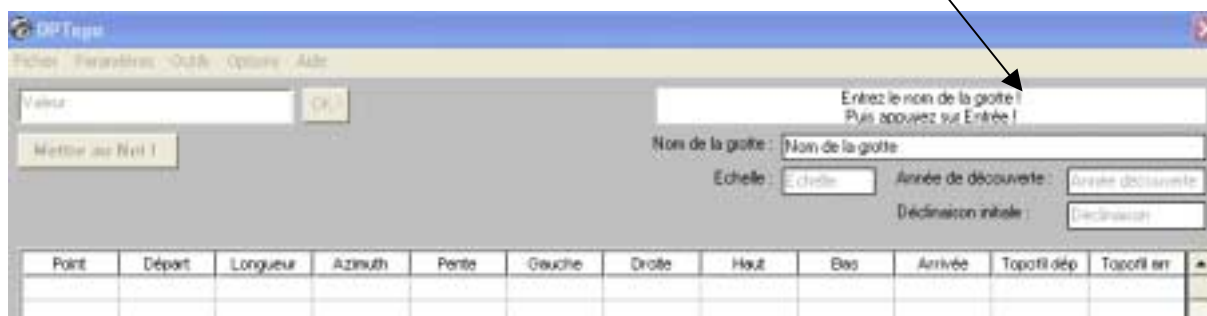 DPTopo
Fichier Paramètres Outils Options Aide
Valeur OK !
Entrez le nom de la grotte !
Puis appuyez sur Entrée !
Mettre au Net !
Nom de la grotte : Nom de la grotte
Echelle : Echelle Année de découverte : Année découverte
Déclinaison initiale : Déclinaison
Point Départ Longueur Azimuth Pente Gauche Droite Haut Bas Arrivée Topofil dép Topofil arr